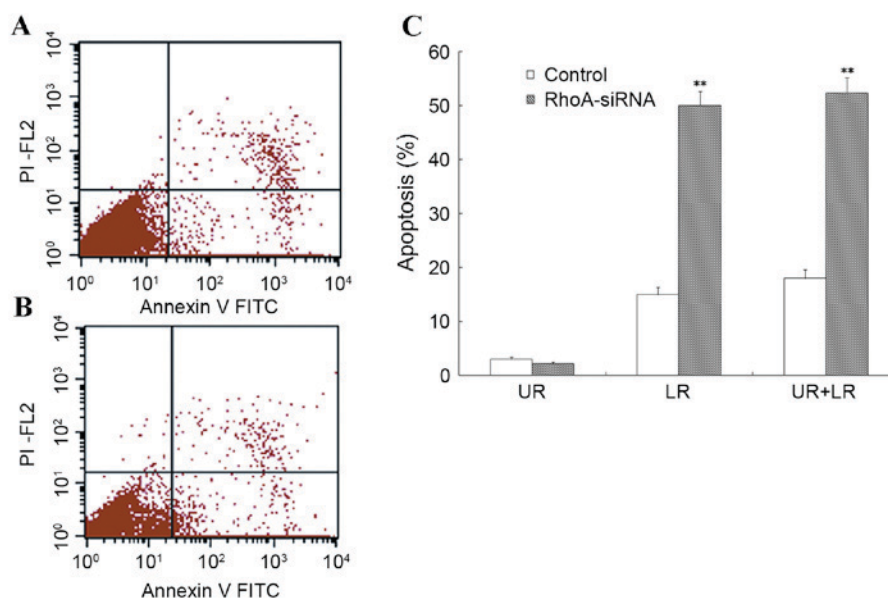 A
10⁴
10³
10²
10¹
10⁰
PI -FL2
10⁰ 10¹ 10² 10³ 10⁴
Annexin V FITC
B
10⁴
10³
10²
10¹
10⁰
PI -FL2
10⁰ 10¹ 10² 10³ 10⁴
Annexin V FITC
C
60
50
40
30
20
10
0
Apoptosis (%)
Control
RhoA-siRNA
**
**
UR LR UR+LR